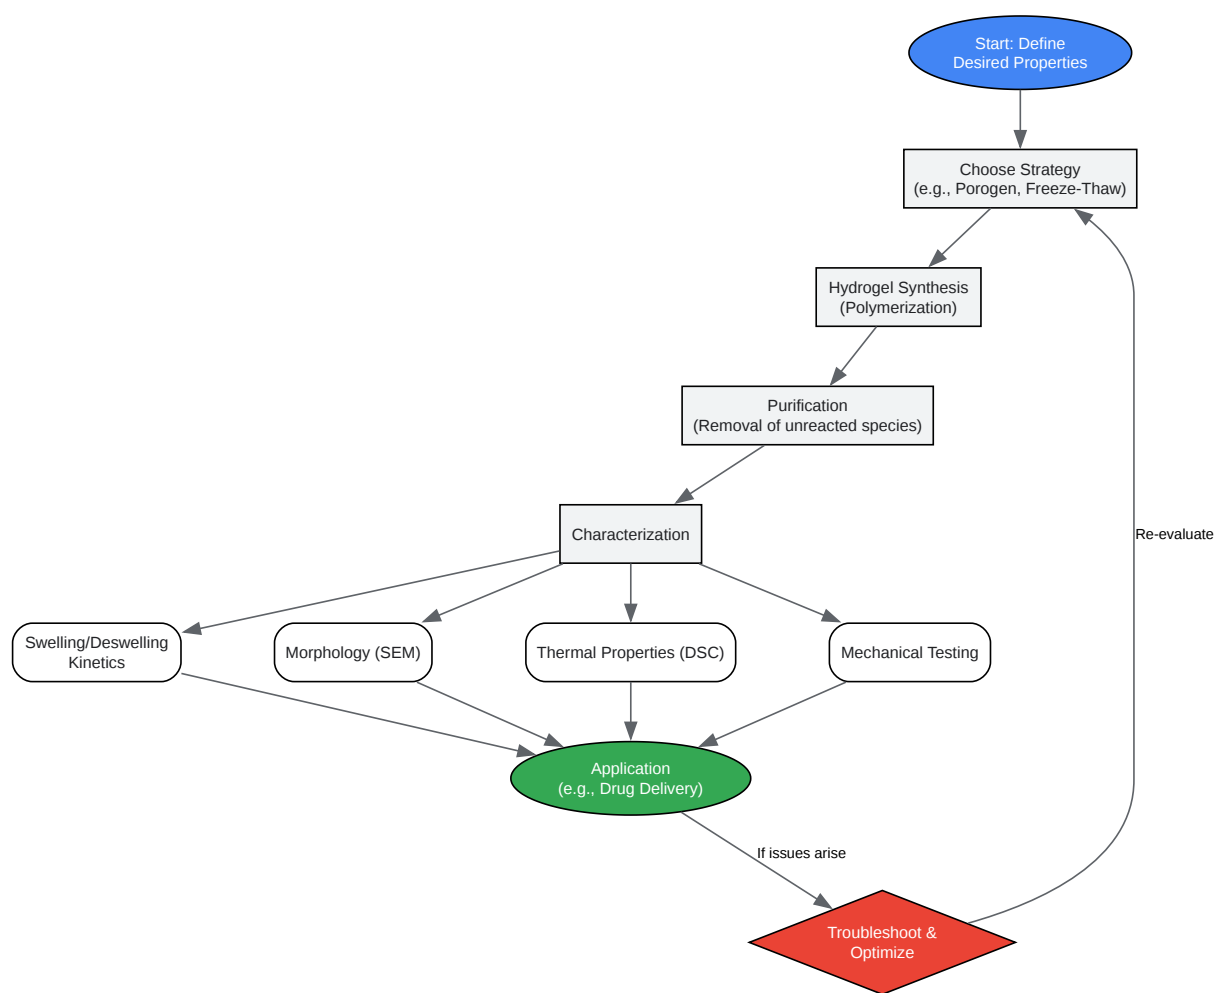 Start: Define
Desired Properties
Choose Strategy
(e.g., Porogen, Freeze-Thaw)
Hydrogel Synthesis
(Polymerization)
Purification
(Removal of unreacted species)
Characterization
Re-evaluate
Swelling/Deswelling
Kinetics
Morphology (SEM)
Thermal Properties (DSC)
Mechanical Testing
Application
(e.g., Drug Delivery)
If issues arise
Troubleshoot &
Optimize